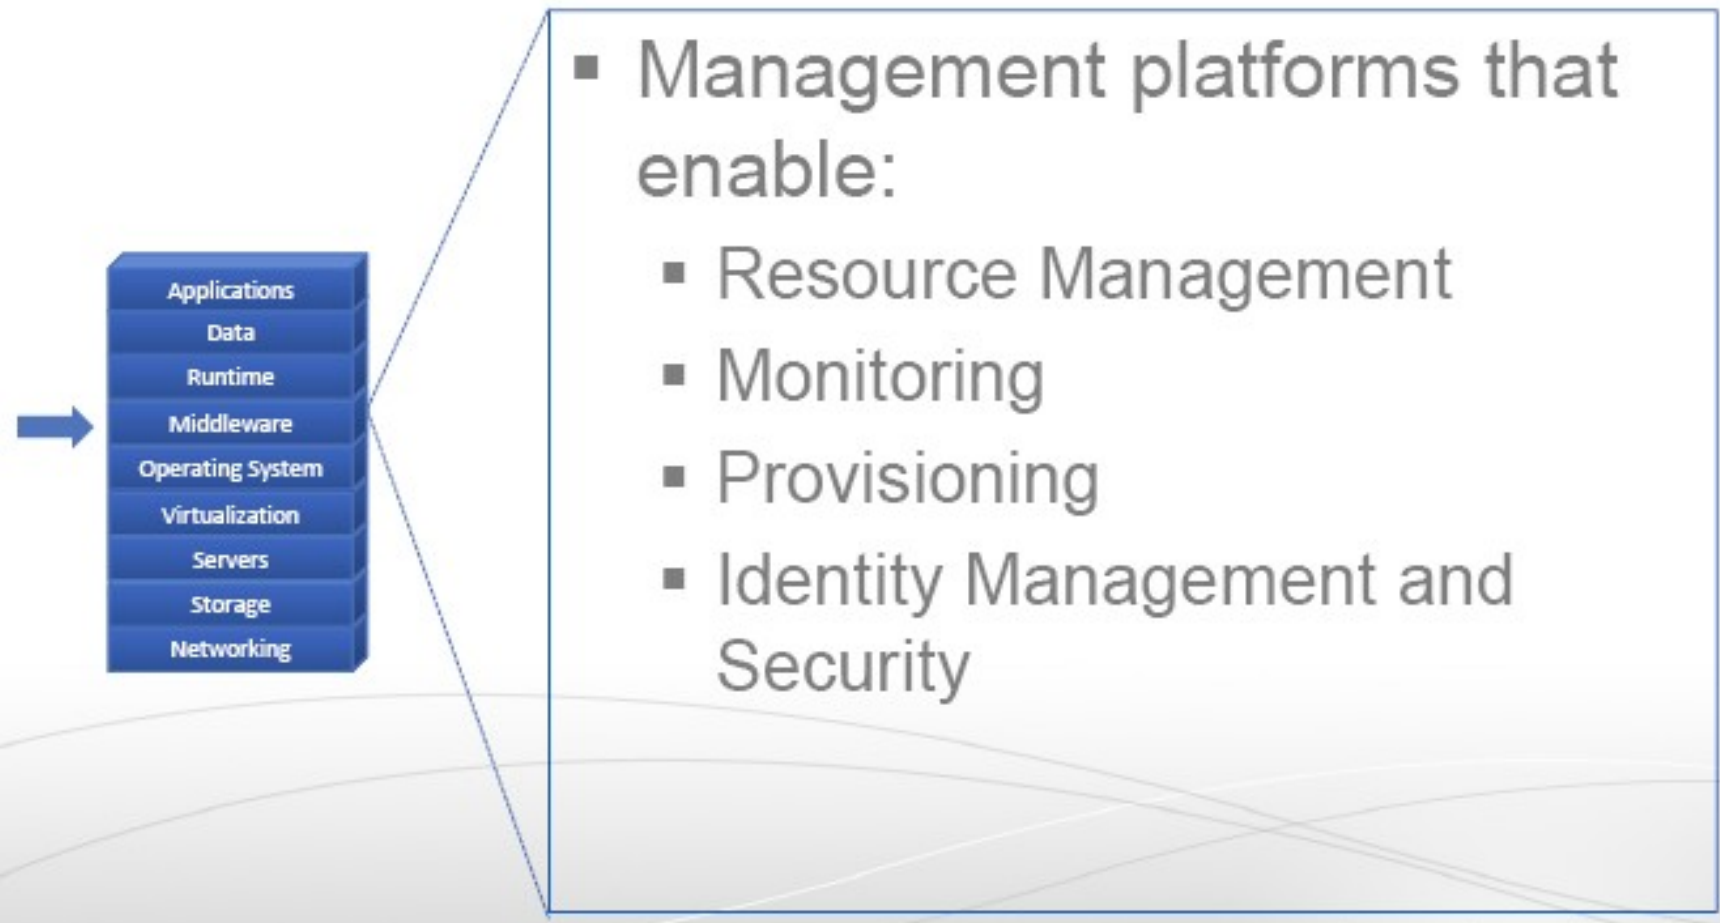 Applications
Data
Runtime
Middleware
Operating System
Virtualization
Servers
Storage
Networking
▪ Management platforms that
enable:
▪ Resource Management
▪ Monitoring
▪ Provisioning
▪ Identity Management and
Security